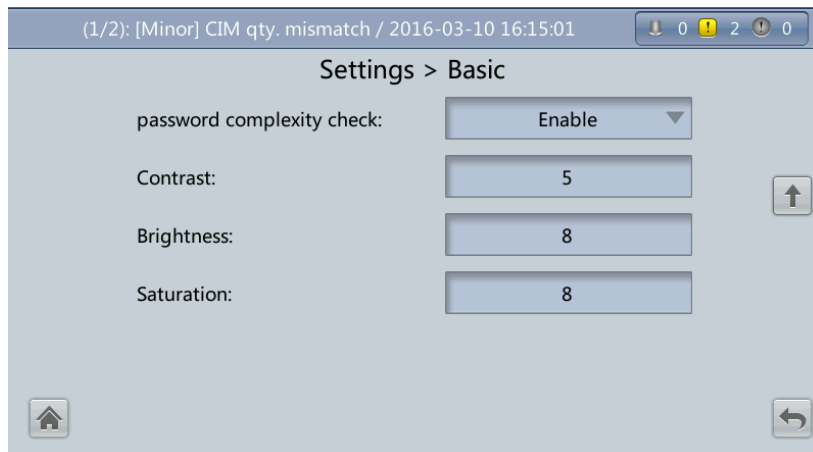 (1/2): [Minor] CIM qty. mismatch / 2016-03-10 16:15:01 0 ! 2 ! 0
Settings > Basic
password complexity check: Enable
Contrast: 5
Brightness: 8
Saturation: 8